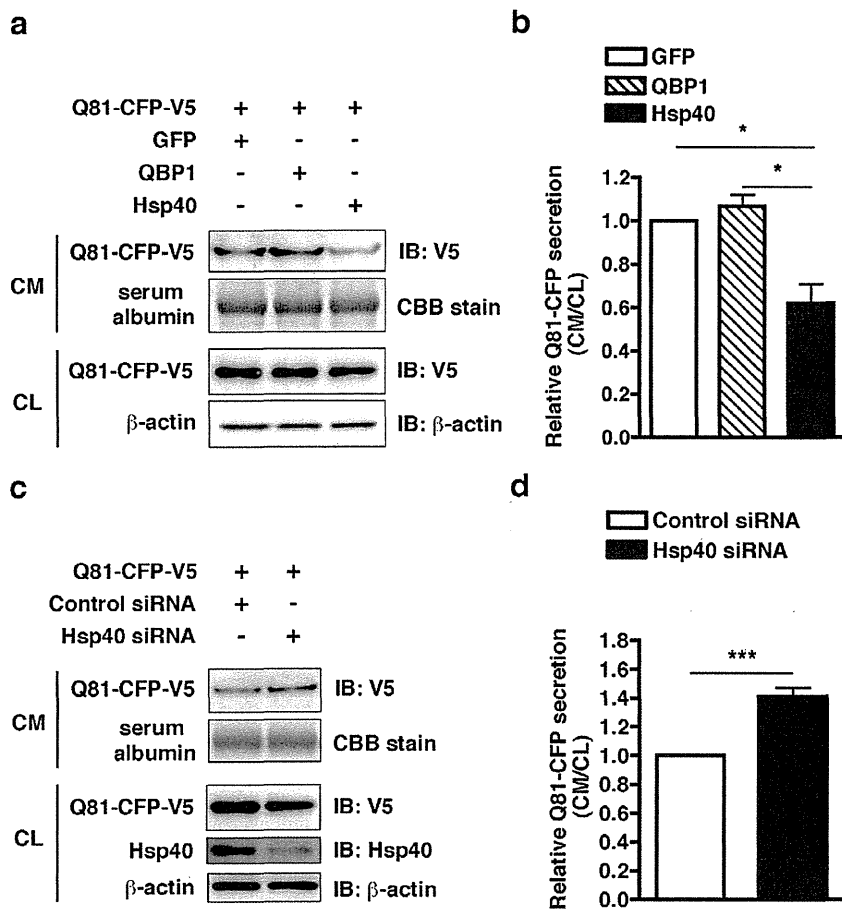 a
Q81-CFP-V5 + + +
GFP + - -
QBP1 - + -
Hsp40 - - +
CM
Q81-CFP-V5
IB: V5
serum
albumin
CBB stain
CL
Q81-CFP-V5
IB: V5
β-actin
IB: β-actin
b
GFP
QBP1
Hsp40
*
*
Relative Q81-CFP secretion
(CM/CL)
1.2
1.0
0.8
0.6
0.4
0.2
0.0
c
Q81-CFP-V5 + +
Control siRNA + -
Hsp40 siRNA - +
CM
Q81-CFP-V5
IB: V5
serum
albumin
CBB stain
CL
Q81-CFP-V5
IB: V5
Hsp40
IB: Hsp40
β-actin
IB: β-actin
d
Control siRNA
Hsp40 siRNA
***
Relative Q81-CFP secretion
(CM/CL)
1.6
1.4
1.2
1.0
0.8
0.6
0.4
0.2
0.0